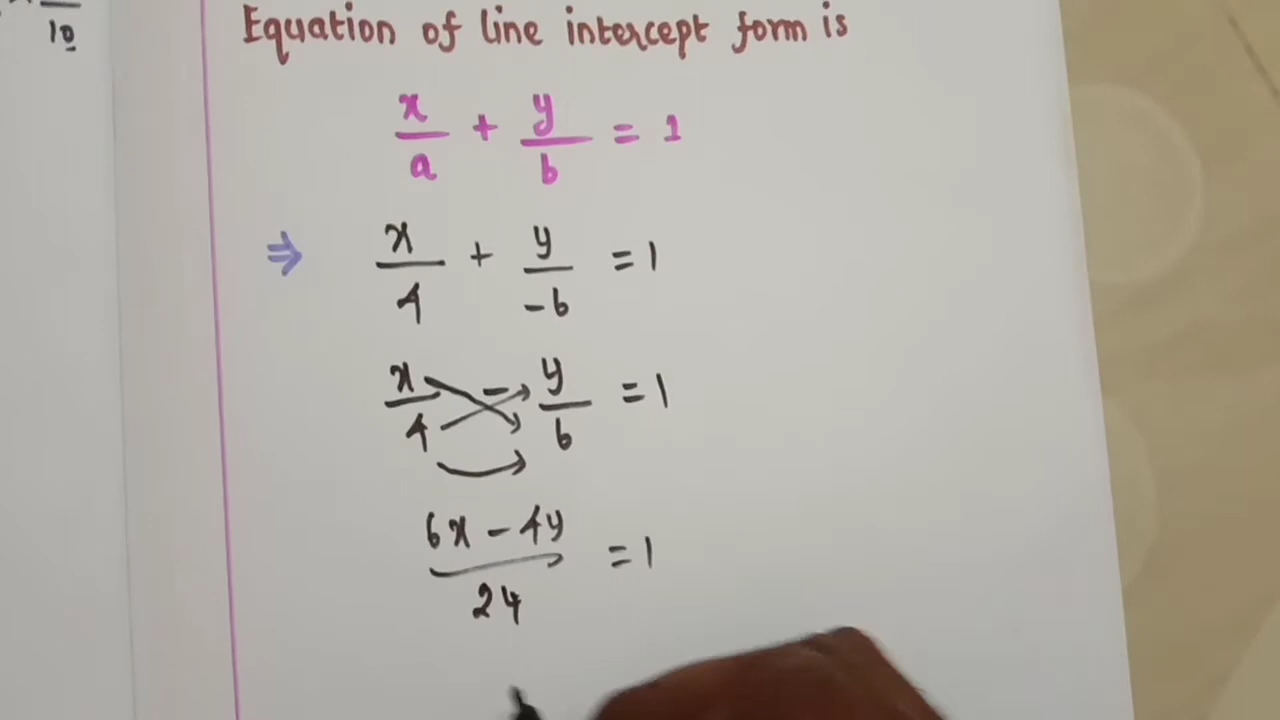 10
Equation of line intercept form is
x/a + y/b = 1
⇒ x/4 + y/-6 = 1
x/4 - y/6 = 1
6x - 4y / 24 = 1